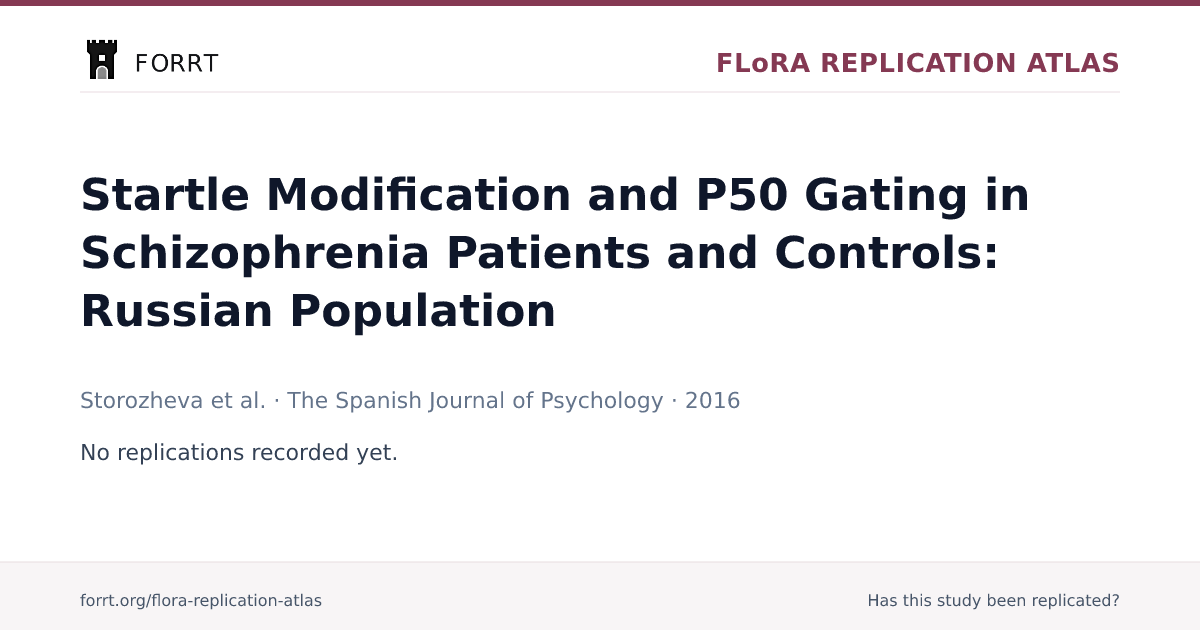 FORRT
FLoRA REPLICATION ATLAS
Startle Modification and P50 Gating in
Schizophrenia Patients and Controls:
Russian Population
Storozheva et al. · The Spanish Journal of Psychology · 2016
No replications recorded yet.
forrt.org/flora-replication-atlas
Has this study been replicated?